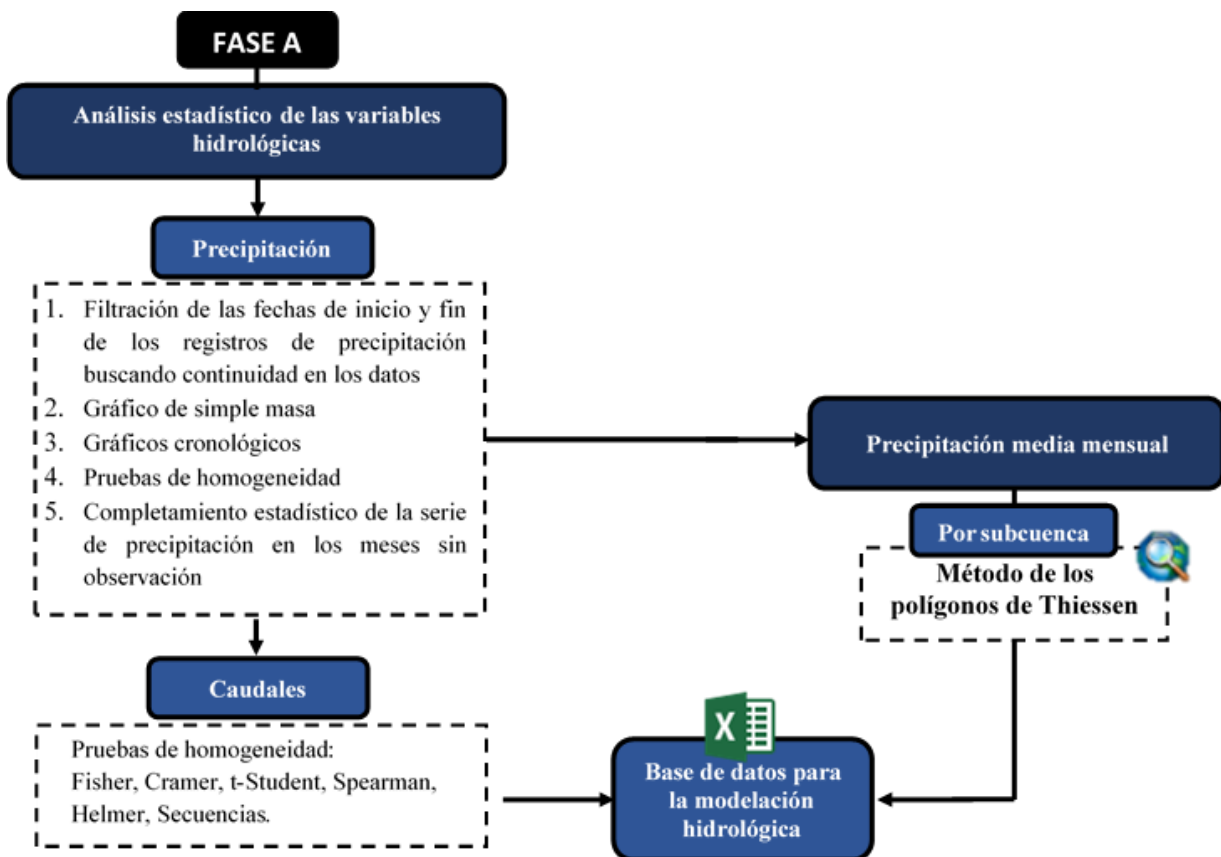 FASE A
Análisis estadístico de las variables
hidrológicas
Precipitación
1. Filtración de las fechas de inicio y fin
de los registros de precipitación
buscando continuidad en los datos
2. Gráfico de simple masa
3. Gráficos cronológicos
4. Pruebas de homogeneidad
5. Completamiento estadístico de la serie
de precipitación en los meses sin
observación
Precipitación media mensual
Por subcuenca
Método de los
polígonos de Thiessen
Caudales
Pruebas de homogeneidad:
Fisher, Cramer, t-Student, Spearman,
Helmer, Secuencias.
X
Base de datos para
la modelación
hidrológica